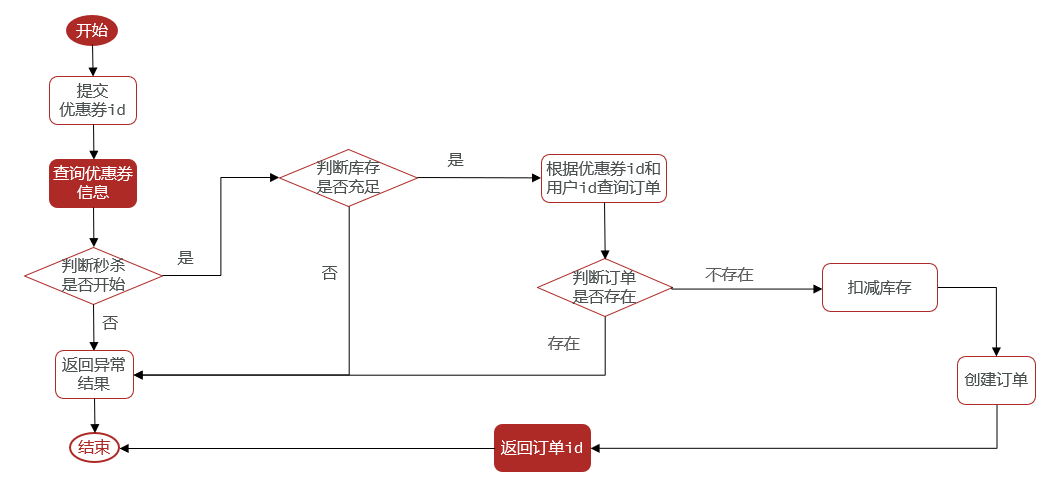 开始
提交
优惠券id
查询优惠券
信息
判断秒杀
是否开始
是
否
返回异常
结果
结束
判断库存
是否充足
是
否
根据优惠券id和
用户id查询订单
判断订单
是否存在
不存在
存在
扣减库存
创建订单
返回订单id